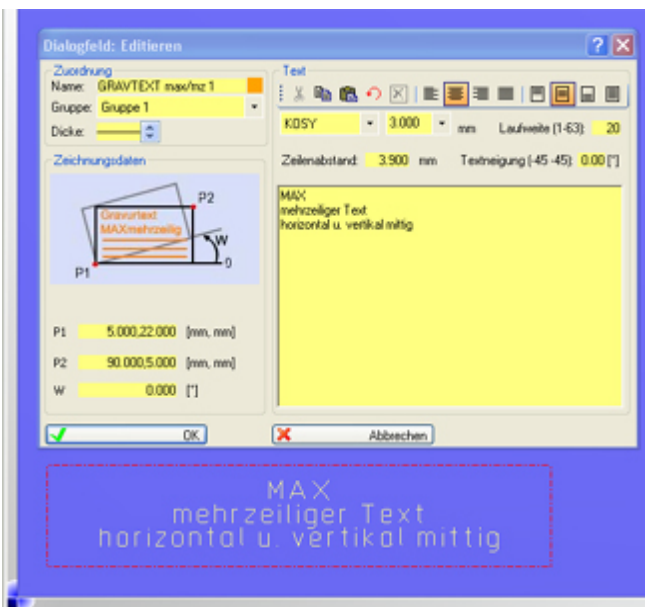 Dialogfeld: Editieren
Zuordnung
Name: GRAVTEXT max/mz 1
Gruppe: Gruppe 1
Dicke:
Text
KOSY 3.000 mm Laufweite (1-63): 20
Zeilenabstand: 3.900 mm Textneigung (-45 -45): 0.00 [°]
Zeichnungsdaten
P2
Gravurtext
MAXmehrzeilig
W
P1
0
P1 5.000,22.000 [mm, mm]
P2 90.000,5.000 [mm, mm]
W 0.000 [°]
MAX
mehrzeiliger Text
horizontal u. vertikal mittig
OK
Abbrechen
MAX
mehrzeiliger Text
horizontal u. vertikal mittig